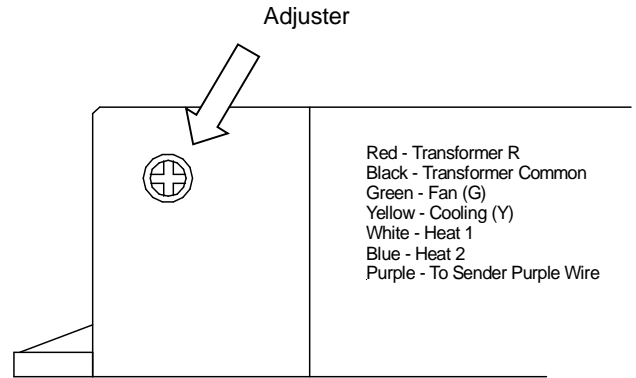 Adjuster
Red - Transformer R
Black - Transformer Common
Green - Fan (G)
Yellow - Cooling (Y)
White - Heat 1
Blue - Heat 2
Purple - To Sender Purple Wire